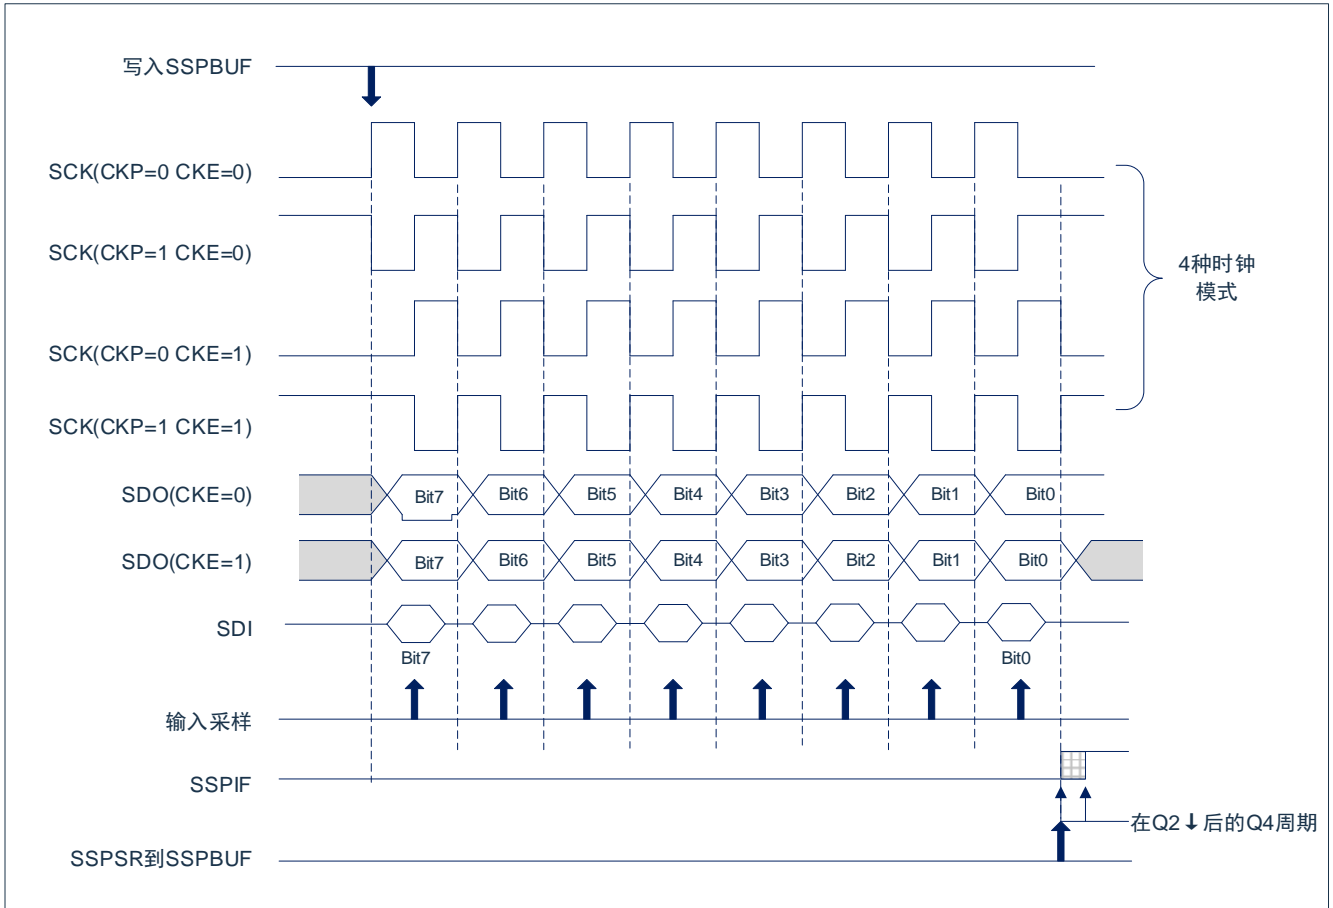 写入SSPBUF
SCK(CKP=0 CKE=0)
SCK(CKP=1 CKE=0)
4种时钟
模式
SCK(CKP=0 CKE=1)
SCK(CKP=1 CKE=1)
SDO(CKE=0) Bit7 Bit6 Bit5 Bit4 Bit3 Bit2 Bit1 Bit0
SDO(CKE=1) Bit7 Bit6 Bit5 Bit4 Bit3 Bit2 Bit1 Bit0
SDI
Bit7 Bit0
输入采样
SSPIF
在Q2↓后的Q4周期
SSPSR到SSPBUF